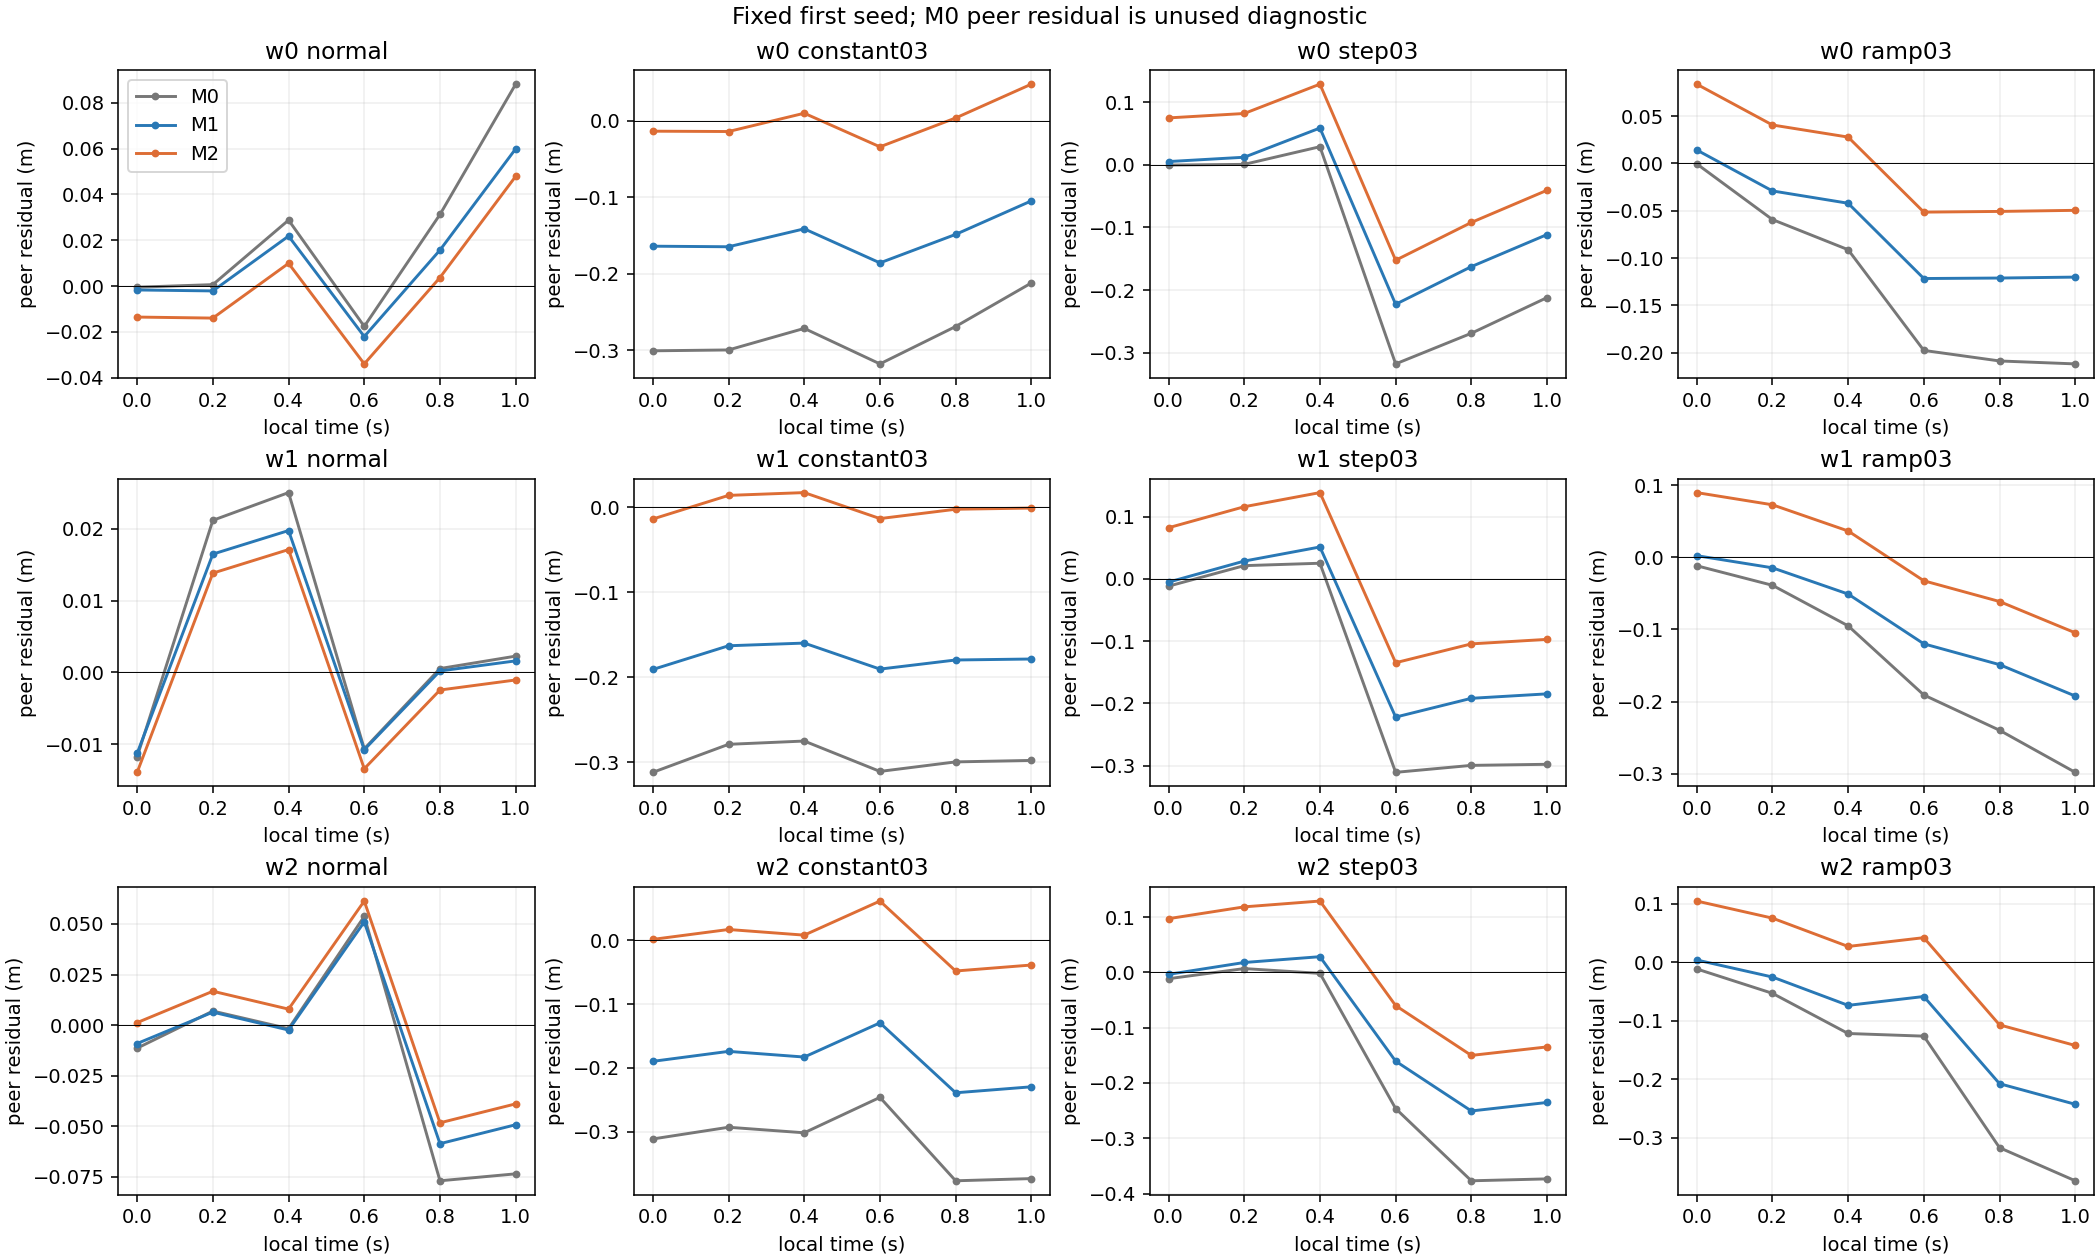 Fixed first seed; M0 peer residual is unused diagnostic
w0 normal
peer residual (m)
0.08
0.06
0.04
0.02
0.00
−0.02
−0.04
M0
M1
M2
0.0 0.2 0.4 0.6 0.8 1.0
local time (s)
w0 constant03
peer residual (m)
0.0
−0.1
−0.2
−0.3
0.0 0.2 0.4 0.6 0.8 1.0
local time (s)
w0 step03
peer residual (m)
0.1
0.0
−0.1
−0.2
−0.3
0.0 0.2 0.4 0.6 0.8 1.0
local time (s)
w0 ramp03
peer residual (m)
0.05
0.00
−0.05
−0.10
−0.15
−0.20
0.0 0.2 0.4 0.6 0.8 1.0
local time (s)
w1 normal
peer residual (m)
0.02
0.01
0.00
−0.01
0.0 0.2 0.4 0.6 0.8 1.0
local time (s)
w1 constant03
peer residual (m)
0.0
−0.1
−0.2
−0.3
0.0 0.2 0.4 0.6 0.8 1.0
local time (s)
w1 step03
peer residual (m)
0.1
0.0
−0.1
−0.2
−0.3
0.0 0.2 0.4 0.6 0.8 1.0
local time (s)
w1 ramp03
peer residual (m)
0.1
0.0
−0.1
−0.2
−0.3
0.0 0.2 0.4 0.6 0.8 1.0
local time (s)
w2 normal
peer residual (m)
0.050
0.025
0.000
−0.025
−0.050
−0.075
0.0 0.2 0.4 0.6 0.8 1.0
local time (s)
w2 constant03
peer residual (m)
0.0
−0.1
−0.2
−0.3
0.0 0.2 0.4 0.6 0.8 1.0
local time (s)
w2 step03
peer residual (m)
0.1
0.0
−0.1
−0.2
−0.3
−0.4
0.0 0.2 0.4 0.6 0.8 1.0
local time (s)
w2 ramp03
peer residual (m)
0.1
0.0
−0.1
−0.2
−0.3
0.0 0.2 0.4 0.6 0.8 1.0
local time (s)